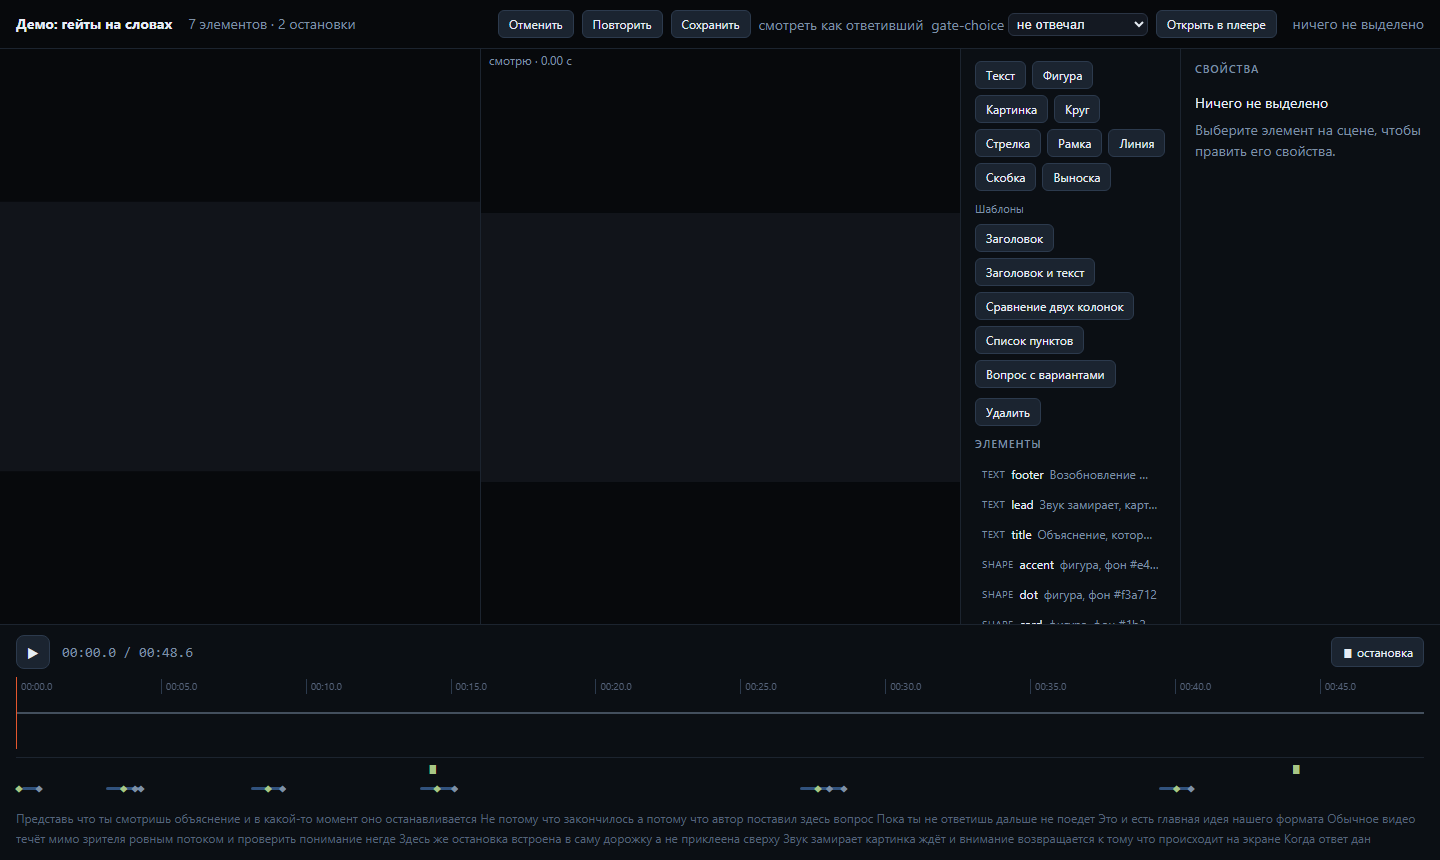 Демо: гейты на словах 7 элементов · 2 остановки Отменить Повторить Сохранить смотреть как ответивший gate-choice не отвечал Открыть в плеере ничего не выделено
смотрю · 0.00 с
Текст Фигура
Картинка Круг
Стрелка Рамка Линия
Скобка Выноска
Шаблоны
Заголовок
Заголовок и текст
Сравнение двух колонок
Список пунктов
Вопрос с вариантами
Удалить
ЭЛЕМЕНТЫ
TEXT footer Возобновление ...
TEXT lead Звук замирает, карт...
TEXT title Объяснение, котор...
SHAPE accent фигура, фон #e4...
SHAPE dot фигура, фон #f3a712
СВОЙСТВА
Ничего не выделено
Выберите элемент на сцене, чтобы
править его свойства.
00:00.0 / 00:48.6 остановка
00:00.0 00:05.0 00:10.0 00:15.0 00:20.0 00:25.0 00:30.0 00:35.0 00:40.0 00:45.0
Представь что ты смотришь объяснение и в какой-то момент оно останавливается Не потому что закончилось а потому что автор поставил здесь вопрос Пока ты не ответишь дальше не поедет Это и есть главная идея нашего формата Обычное видео
течёт мимо зрителя ровным потоком и проверить понимание негде Здесь же остановка встроена в саму дорожку а не приклеена сверху Звук замирает картинка ждёт и внимание возвращается к тому что происходит на экране Когда ответ дан